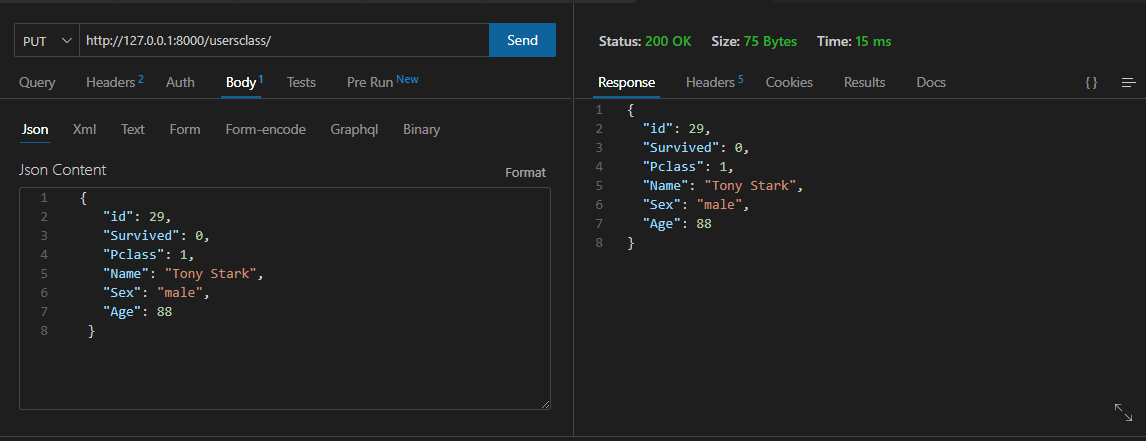 PUT http://127.0.0.1:8000/usersclass/ Send
Query Headers 2 Auth Body 1 Tests Pre Run New
Json Xml Text Form Form-encode Graphql Binary
Json Content Format
1 {
2 "id": 29,
3 "Survived": 0,
4 "Pclass": 1,
5 "Name": "Tony Stark",
6 "Sex": "male",
7 "Age": 88
8 }
Status: 200 OK Size: 75 Bytes Time: 15 ms
Response Headers 5 Cookies Results Docs { }
1 {
2 "id": 29,
3 "Survived": 0,
4 "Pclass": 1,
5 "Name": "Tony Stark",
6 "Sex": "male",
7 "Age": 88
8 }